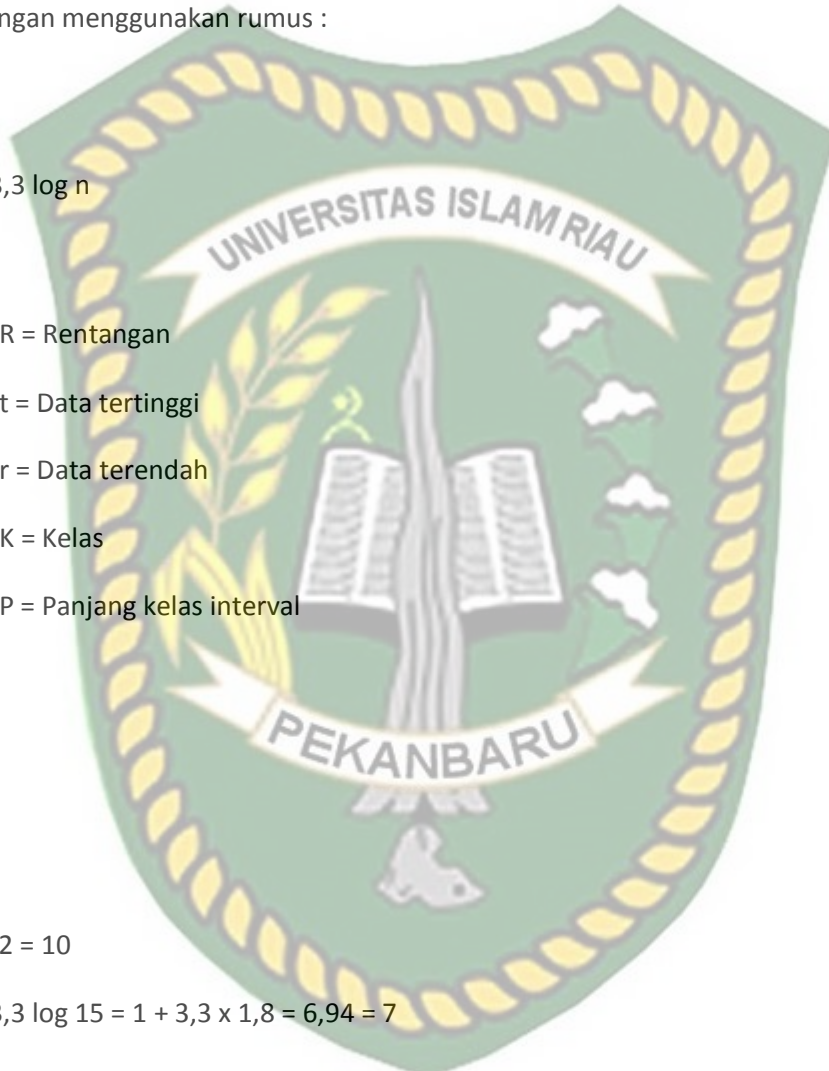 ngan menggunakan rumus :
3,3 log n
UNIVERSITAS ISLAM RIAU
R = Rentangan
t = Data tertinggi
r = Data terendah
K = Kelas
P = Panjang kelas interval
PEKANBARU
2 = 10
3,3 log 15 = 1 + 3,3 x 1,8 = 6,94 = 7